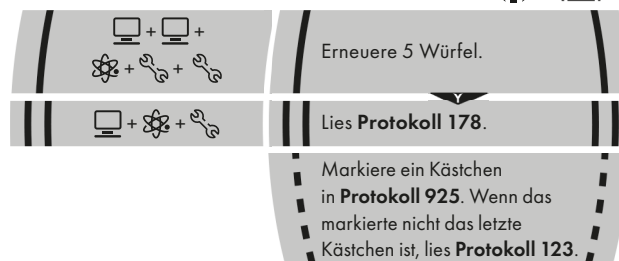 + +
Erneuere 5 Würfel.
+ +
Y
+ +
Lies Protokoll 178.
Markiere ein Kästchen
in Protokoll 925. Wenn das
markierte nicht das letzte
Kästchen ist, lies Protokoll 123.